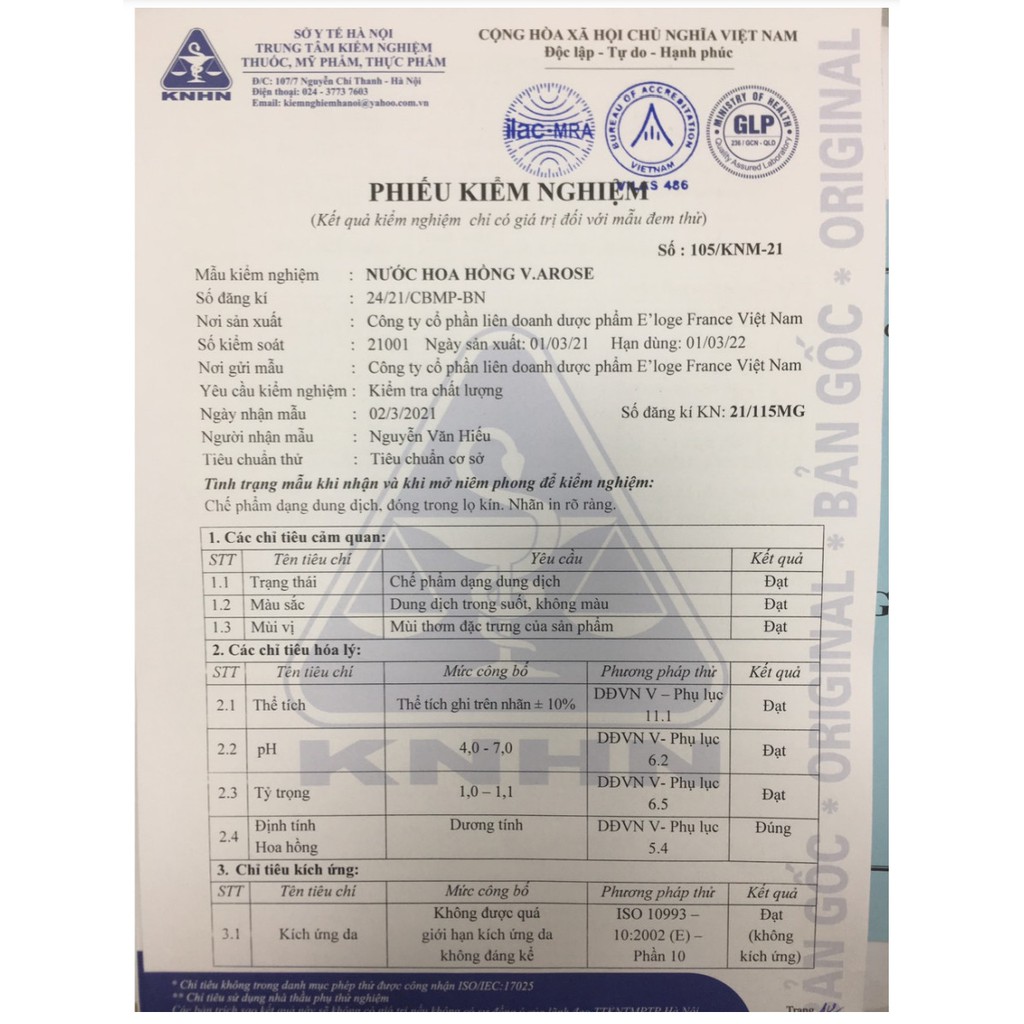 SỞ Y TẾ HÀ NỘI
TRUNG TÂM KIỂM NGHIỆM
THUỐC, MỸ PHẨM, THỰC PHẨM
Đ/C: 107/7 Nguyễn Chí Thanh - Hà Nội
Điện thoại: 024 - 3773 7603
Email: kiemnghiemhanoi@yahoo.com.vn
KNHN
CỘNG HÒA XÃ HỘI CHỦ NGHĨA VIỆT NAM
Độc lập - Tự do - Hạnh phúc
ilac-MRA
BUREAU OF ACCREDITATION
VIETNAM
VILAS 486
MINISTRY OF HEALTH
GLP
236 / GCN - QLD
Quality Assured Laboratory
PHIẾU KIỂM NGHIỆM
(Kết quả kiểm nghiệm chỉ có giá trị đối với mẫu đem thử)
Số : 105/KNM-21
Mẫu kiểm nghiệm : NƯỚC HOA HỒNG V.AROSE
Số đăng kí : 24/21/CBMP-BN
Nơi sản xuất : Công ty cổ phần liên doanh dược phẩm E'loge France Việt Nam
Số kiểm soát : 21001 Ngày sản xuất: 01/03/21 Hạn dùng: 01/03/22
Nơi gửi mẫu : Công ty cổ phần liên doanh dược phẩm E'loge France Việt Nam
Yêu cầu kiểm nghiệm : Kiểm tra chất lượng
Ngày nhận mẫu : 02/3/2021 Số đăng kí KN: 21/115MG
Người nhận mẫu : Nguyễn Văn Hiếu
Tiêu chuẩn thử : Tiêu chuẩn cơ sở
Tình trạng mẫu khi nhận và khi mở niêm phong để kiểm nghiệm:
Chế phẩm dạng dung dịch, đóng trong lọ kín. Nhãn in rõ ràng.
1. Các chỉ tiêu cảm quan:
STT Tên tiêu chí Yêu cầu Kết quả
1.1 Trạng thái Chế phẩm dạng dung dịch Đạt
1.2 Màu sắc Dung dịch trong suốt, không màu Đạt
1.3 Mùi vị Mùi thơm đặc trưng của sản phẩm Đạt
2. Các chỉ tiêu hóa lý:
STT Tên tiêu chí Mức công bố Phương pháp thử Kết quả
2.1 Thể tích Thể tích ghi trên nhãn ± 10% DĐVN V – Phụ lục 11.1 Đạt
2.2 pH 4,0 - 7,0 DĐVN V- Phụ lục 6.2 Đạt
2.3 Tỷ trọng 1,0 – 1,1 DĐVN V- Phụ lục 6.5 Đạt
2.4 Định tính Hoa hồng Dương tính DĐVN V- Phụ lục 5.4 Đúng
3. Chỉ tiêu kích ứng:
STT Tên tiêu chí Mức công bố Phương pháp thử Kết quả
3.1 Kích ứng da Không được quá giới hạn kích ứng da không đáng kể ISO 10993 – 10:2002 (E) – Phần 10 Đạt (không kích ứng)
KNHN
* Chỉ tiêu không trong danh mục phép thử được công nhận ISO/IEC:17025
** Chỉ tiêu sử dụng nhà thầu phụ thử nghiệm
Trang
BẢN GỐC * ORIGINAL * BẢN GỐC * ORIGINAL